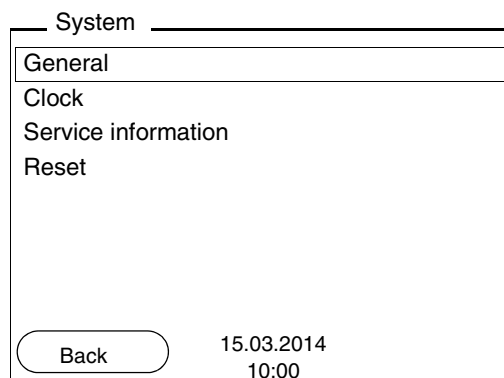 System
General
Clock
Service information
Reset
Back
15.03.2014
10:00